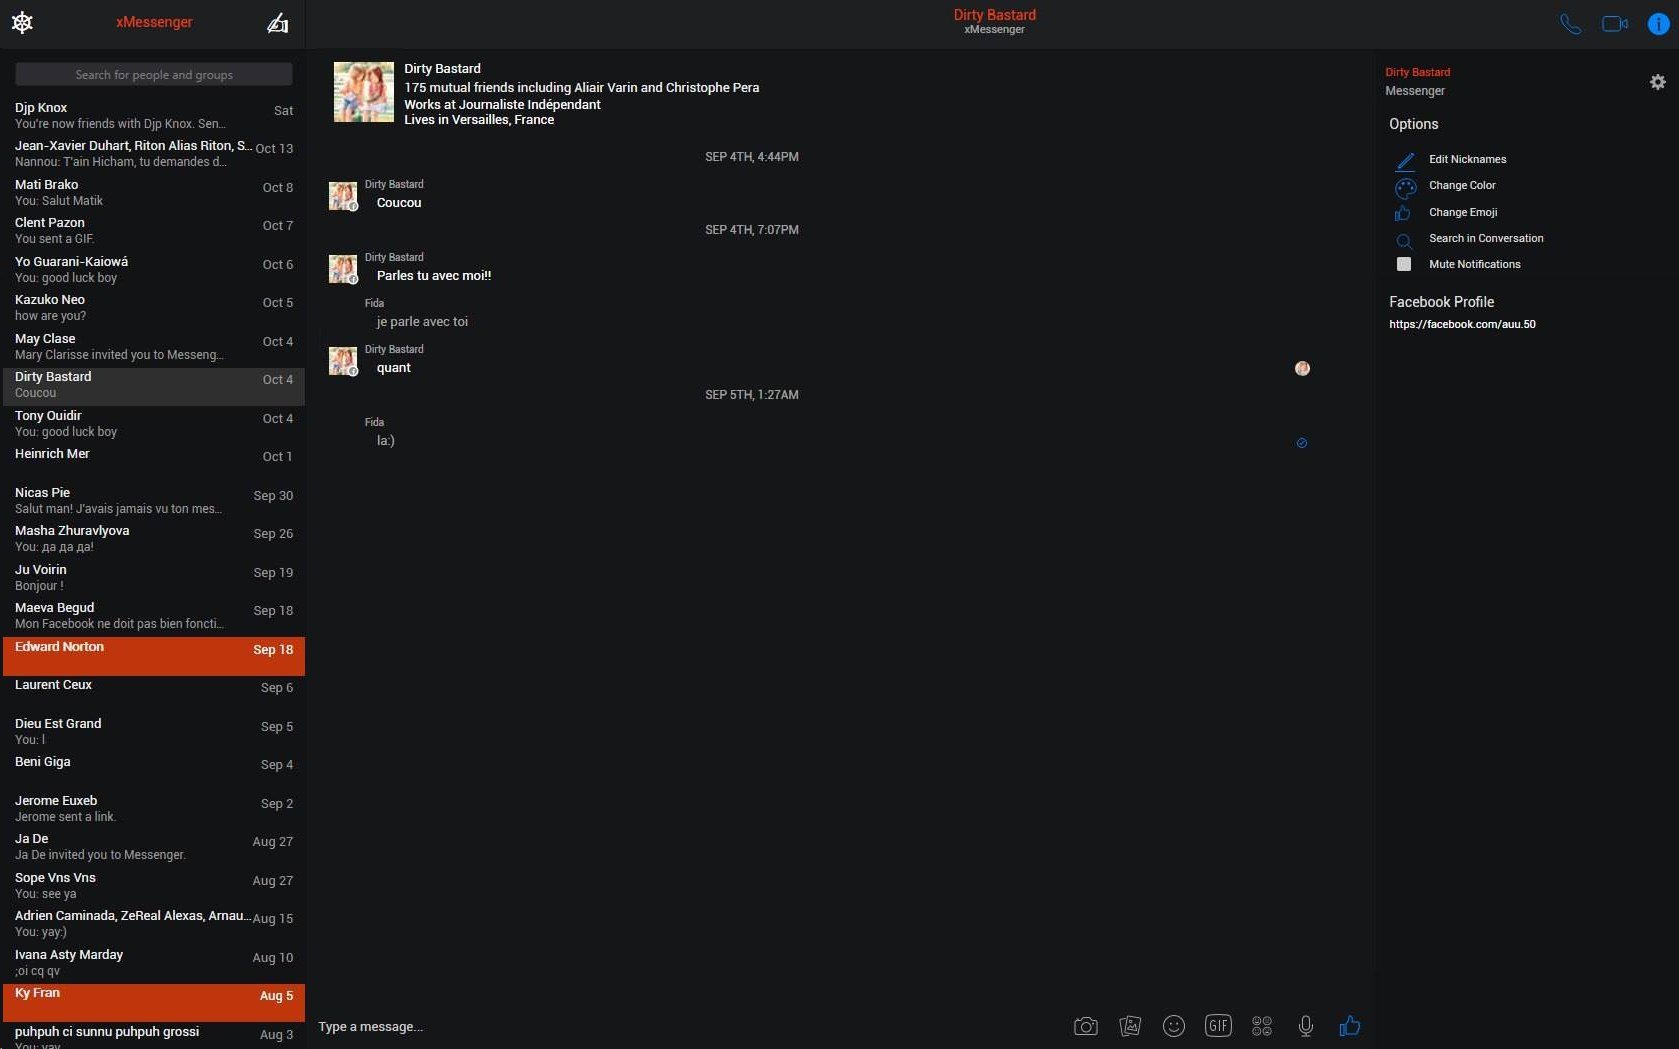 xMessenger
Dirty Bastard
xMessenger
Search for people and groups
Djp Knox
Sat
You're now friends with Djp Knox. Sen...
Jean-Xavier Duhart, Riton Alias Riton, S...
Oct 13
Nannou: T'ain Hicham, tu demandes d...
Mati Brako
Oct 8
You: Salut Matik
Clent Pazon
Oct 7
You sent a GIF.
Yo Guarani-Kaiowá
Oct 6
You: good luck boy
Kazuko Neo
Oct 5
how are you?
May Clase
Oct 4
Mary Clarisse invited you to Messeng...
Dirty Bastard
Oct 4
Coucou
Tony Ouidir
Oct 4
You: good luck boy
Heinrich Mer
Oct 1
Nicas Pie
Sep 30
Salut man! J'avais jamais vu ton mes...
Masha Zhuravlyova
Sep 26
You: да да да!
Ju Voirin
Sep 19
Bonjour !
Maeva Begud
Sep 18
Mon Facebook ne doit pas bien foncti...
Edward Norton
Sep 18
Laurent Ceux
Sep 6
Dieu Est Grand
Sep 5
You: l
Beni Giga
Sep 4
Jerome Euxeb
Sep 2
Jerome sent a link.
Ja De
Aug 27
Ja De invited you to Messenger.
Sope Vns Vns
Aug 27
You: see ya
Adrien Caminada, ZeReal Alexas, Arnau...
Aug 15
You: yay:)
Ivana Asty Marday
Aug 10
;oi cq qv
Ky Fran
Aug 5
puhpuh ci sunnu puhpuh grossi
Aug 3
You: yay
Dirty Bastard
175 mutual friends including Aliair Varin and Christophe Pera
Works at Journaliste Indépendant
Lives in Versailles, France
SEP 4TH, 4:44PM
Dirty Bastard
Coucou
SEP 4TH, 7:07PM
Dirty Bastard
Parles tu avec moi!!
Fida
je parle avec toi
Dirty Bastard
quant
SEP 5TH, 1:27AM
Fida
la:)
Type a message...
GIF
Dirty Bastard
Messenger
Options
Edit Nicknames
Change Color
Change Emoji
Search in Conversation
Mute Notifications
Facebook Profile
https://facebook.com/auu.50